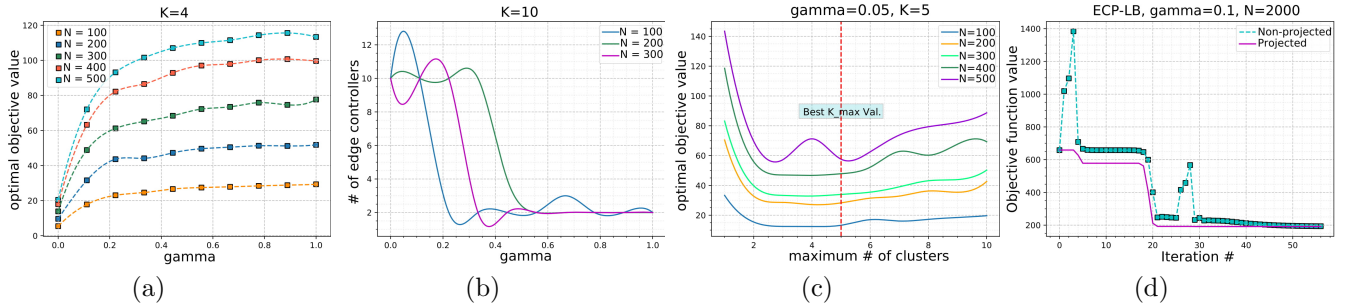 K=4
optimal objective value
120
100
80
60
40
20
0
N = 100
N = 200
N = 300
N = 400
N = 500
0.0 0.2 0.4 0.6 0.8 1.0
gamma
(a)
K=10
# of edge controllers
12
10
8
6
4
2
N = 100
N = 200
N = 300
0.0 0.2 0.4 0.6 0.8 1.0
gamma
(b)
gamma=0.05, K=5
optimal objective value
140
120
100
80
60
40
20
N=100
N=200
N=300
N=400
N=500
Best K_max Val.
2 4 6 8 10
maximum # of clusters
(c)
ECP-LB, gamma=0.1, N=2000
Objective function value
1400
1200
1000
800
600
400
200
Non-projected
Projected
0 10 20 30 40 50
Iteration #
(d)